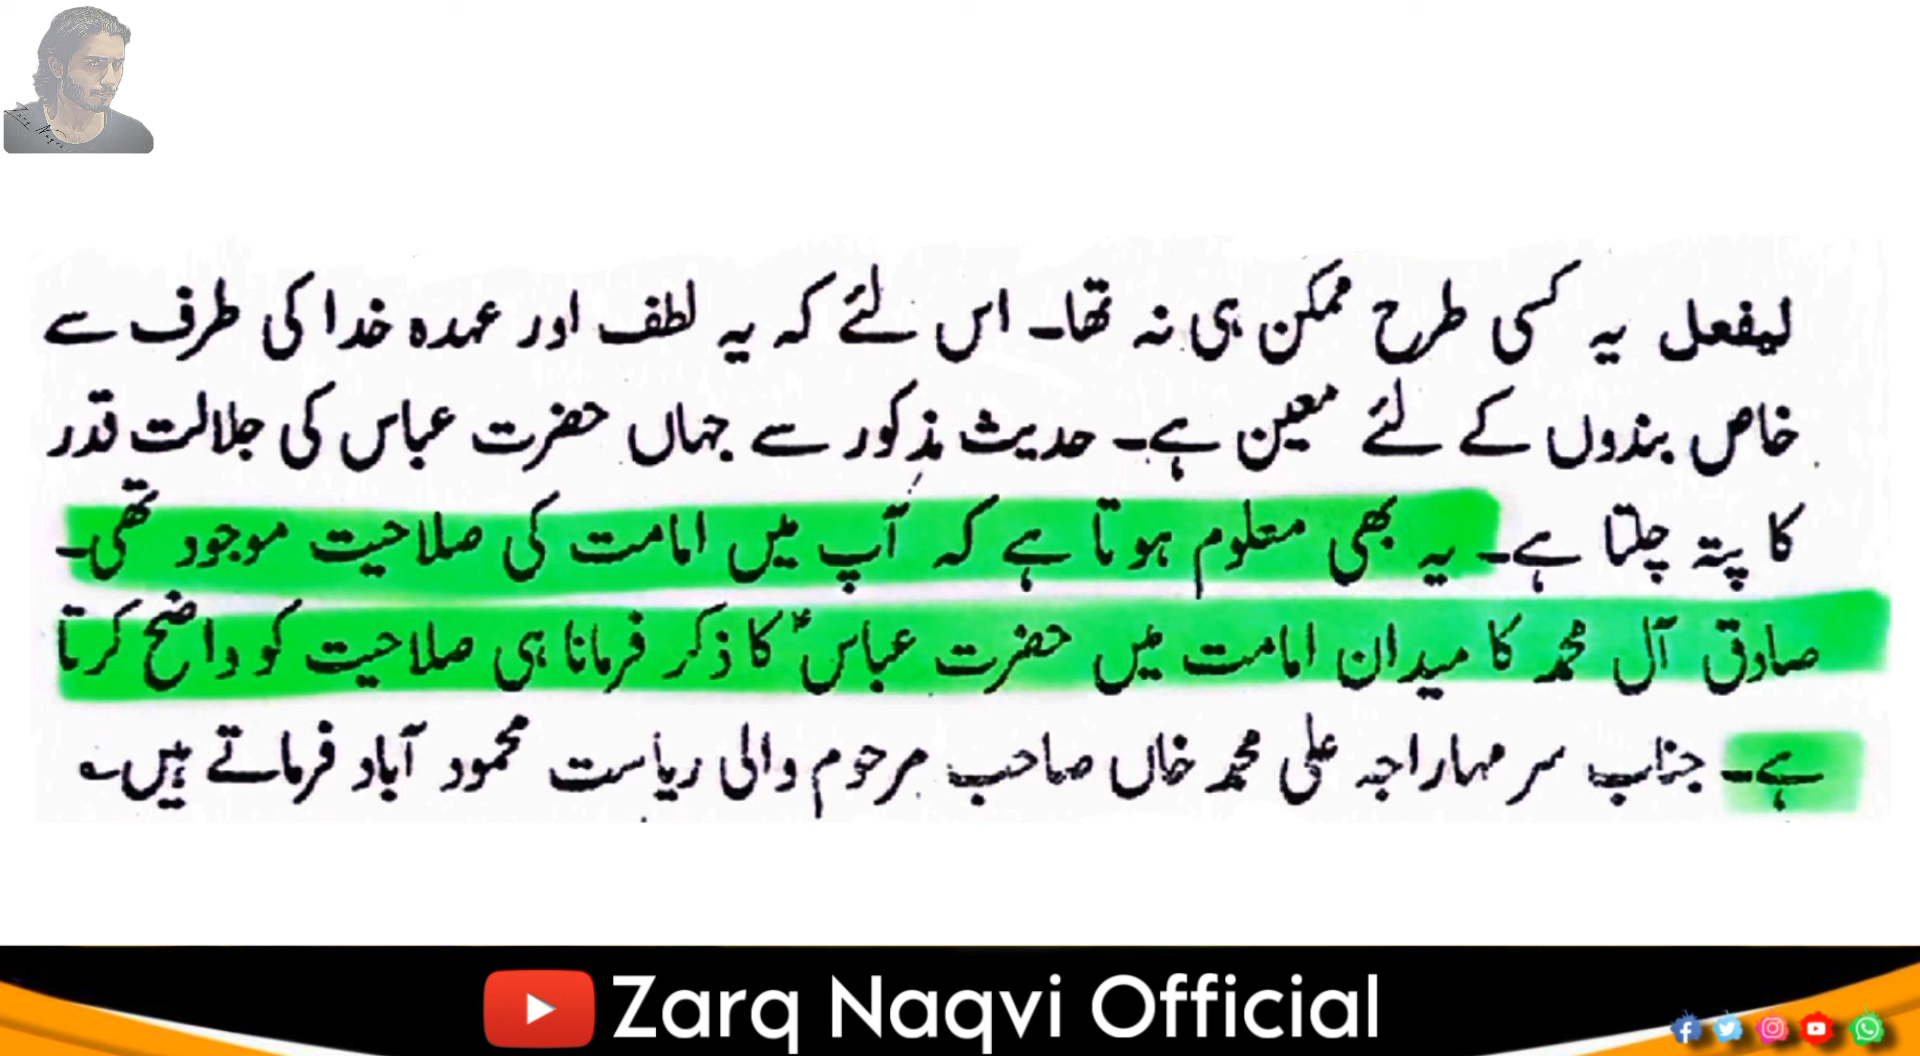 Zarq Naqvi
لیفعل یہ کسی طرح ممکن ہی نہ تھا۔ اس لئے کہ یہ لطف اور عہدہ خدا کی طرف سے
خاص بندوں کے لئے معین ہے۔ حدیث مذکور سے جہاں حضرت عباس کی جلالت قدر
کا پتہ چلتا ہے۔ یہ بھی معلوم ہوتا ہے کہ آپ میں امامت کی صلاحیت موجود تھی۔
صادق آل محمد کا میدان امامت میں حضرت عباسؑ کا ذکر فرمانا ہی صلاحیت کو واضح کرتا
ہے۔ جناب سر مہاراجہ علی محمد خاں صاحب مرحوم والی ریاست محمود آباد فرماتے ہیں۔
Zarq Naqvi Official